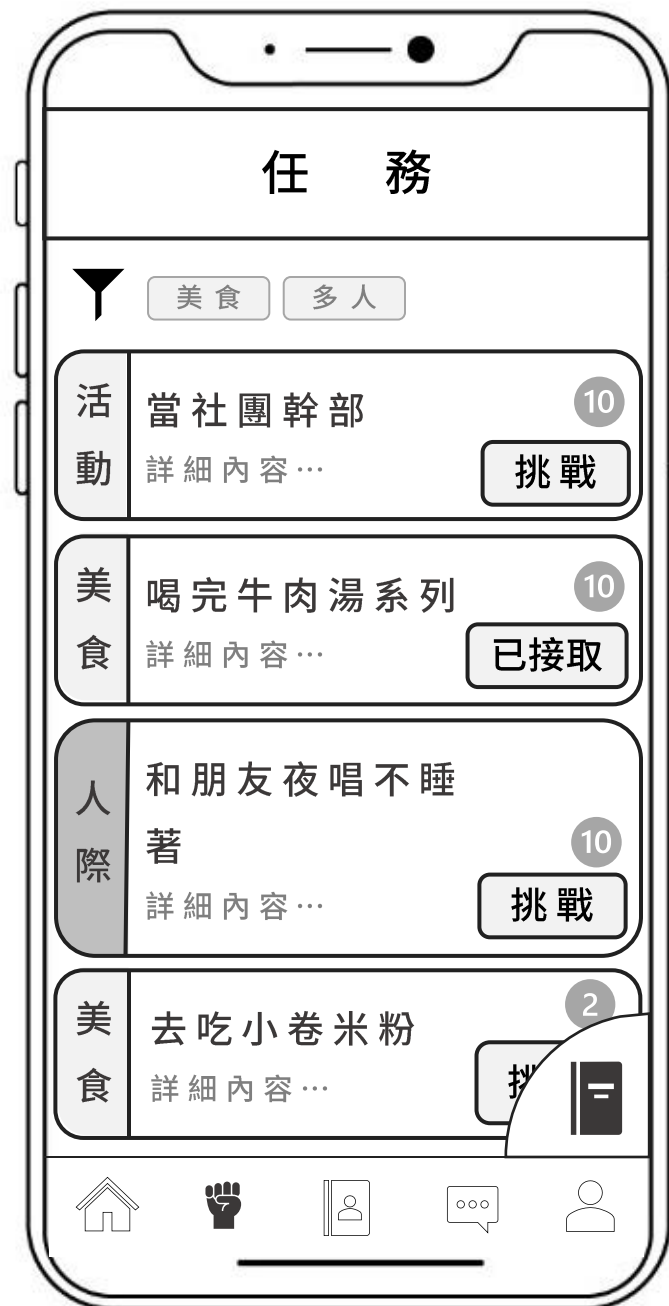 任務
美食 多人
活動
當社團幹部
10
詳細內容…
挑戰
美食
喝完牛肉湯系列
10
詳細內容…
已接取
人際
和朋友夜唱不睡
著
10
詳細內容…
挑戰
美食
去吃小卷米粉
2
詳細內容…